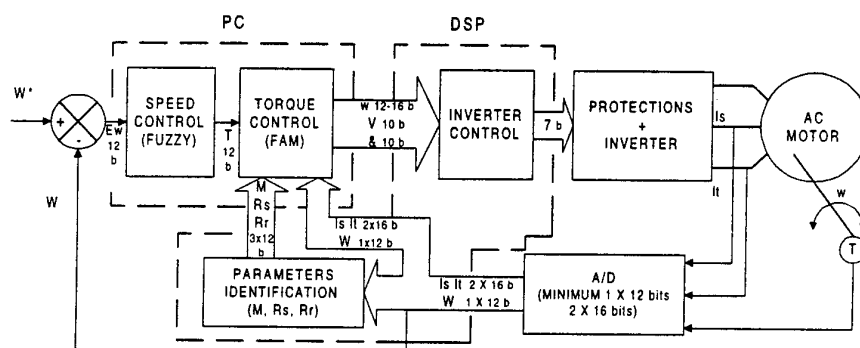 PC
DSP
W*
+
-
Ew
12
b
SPEED
CONTROL
(FUZZY)
T
12
b
TORQUE
CONTROL
(FAM)
w 12-16 b
V 10 b
& 10 b
INVERTER
CONTROL
7 b
PROTECTIONS
+
INVERTER
Is
It
AC
MOTOR
w
T
W
M
Rs
Rr
3x12
b
Is It 2x16 b
W 1x12 b
PARAMETERS
IDENTIFICATION
(M, Rs, Rr)
Is It 2 X 16 b
W 1 X 12 b
A/D
(MINIMUM 1 X 12 bits
2 X 16 bits)